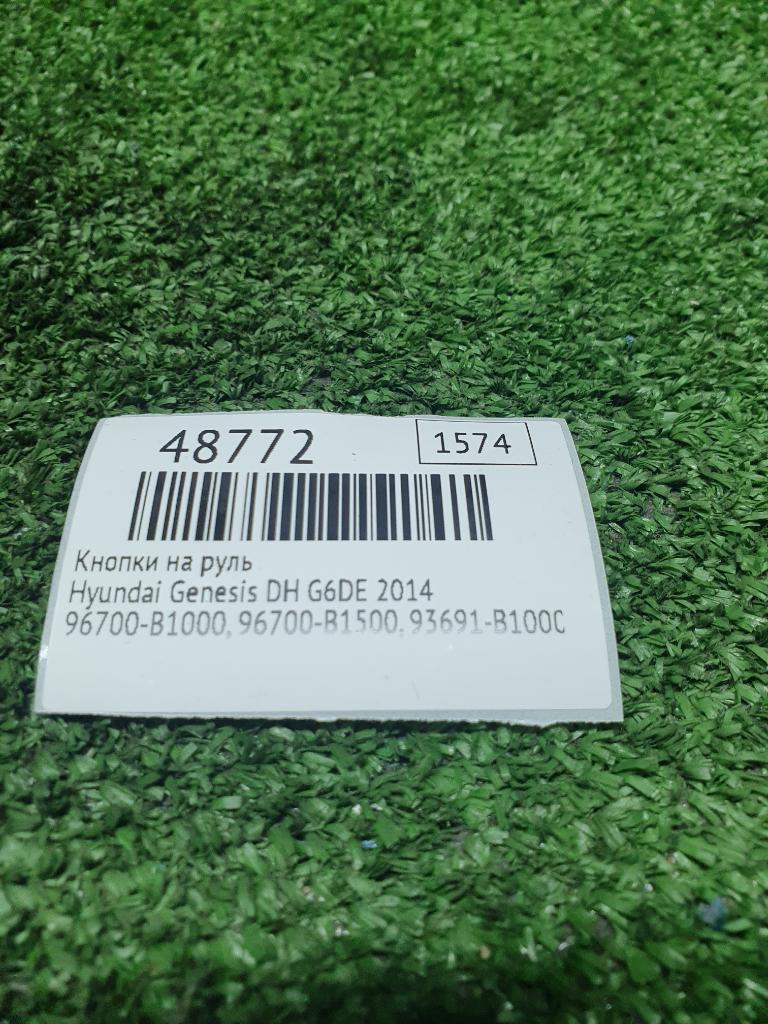 48772 1574
Кнопки на руль
Hyundai Genesis DH G6DE 2014
96700-B1000, 96700-B1500, 93691-B100C